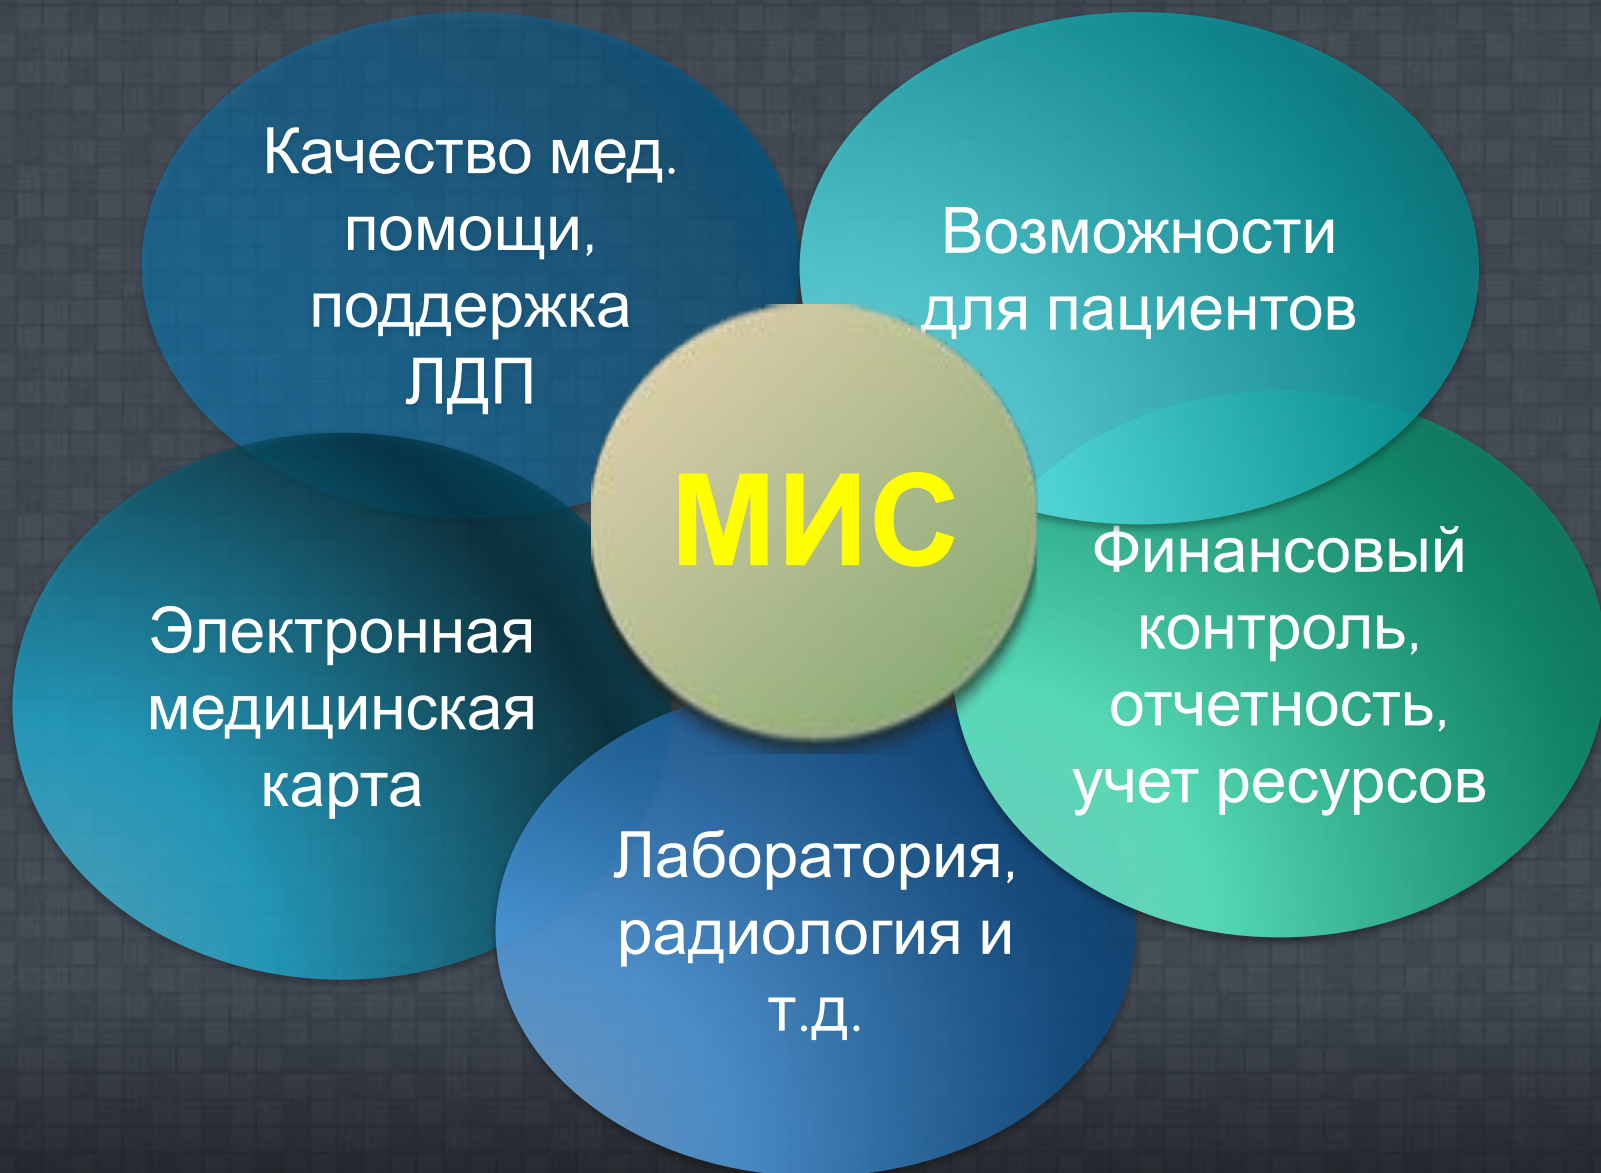 Качество мед.
помощи,
поддержка
ЛДП
Возможности
для пациентов
МИС
Электронная
медицинская
карта
Финансовый
контроль,
отчетность,
учет ресурсов
Лаборатория,
радиология и
т.д.